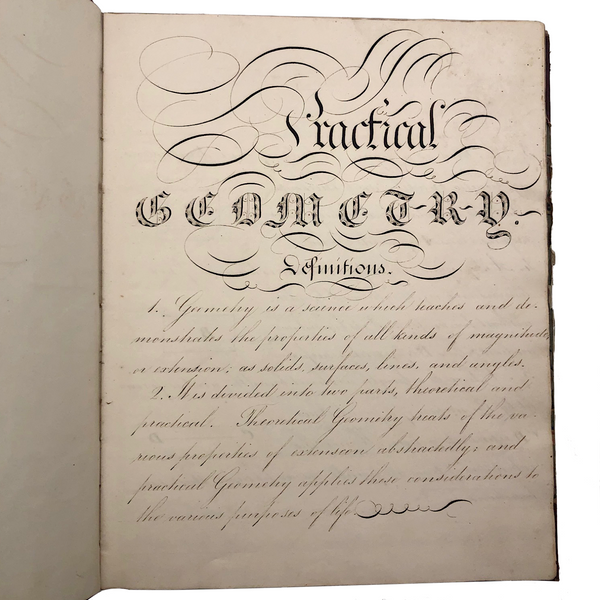 Practical
GEOMETRY.
Definitions.
1. Geometry is a science which teaches and de-
monstrates the properties of all kinds of magnitude
or extension; as solids, surfaces, lines, and angles.
2. It is divided into two parts, theoretical and
practical. Theoretical Geometry treats of the va-
rious properties of extension abstractedly; and
practical Geometry applies these considerations to
the various purposes of life